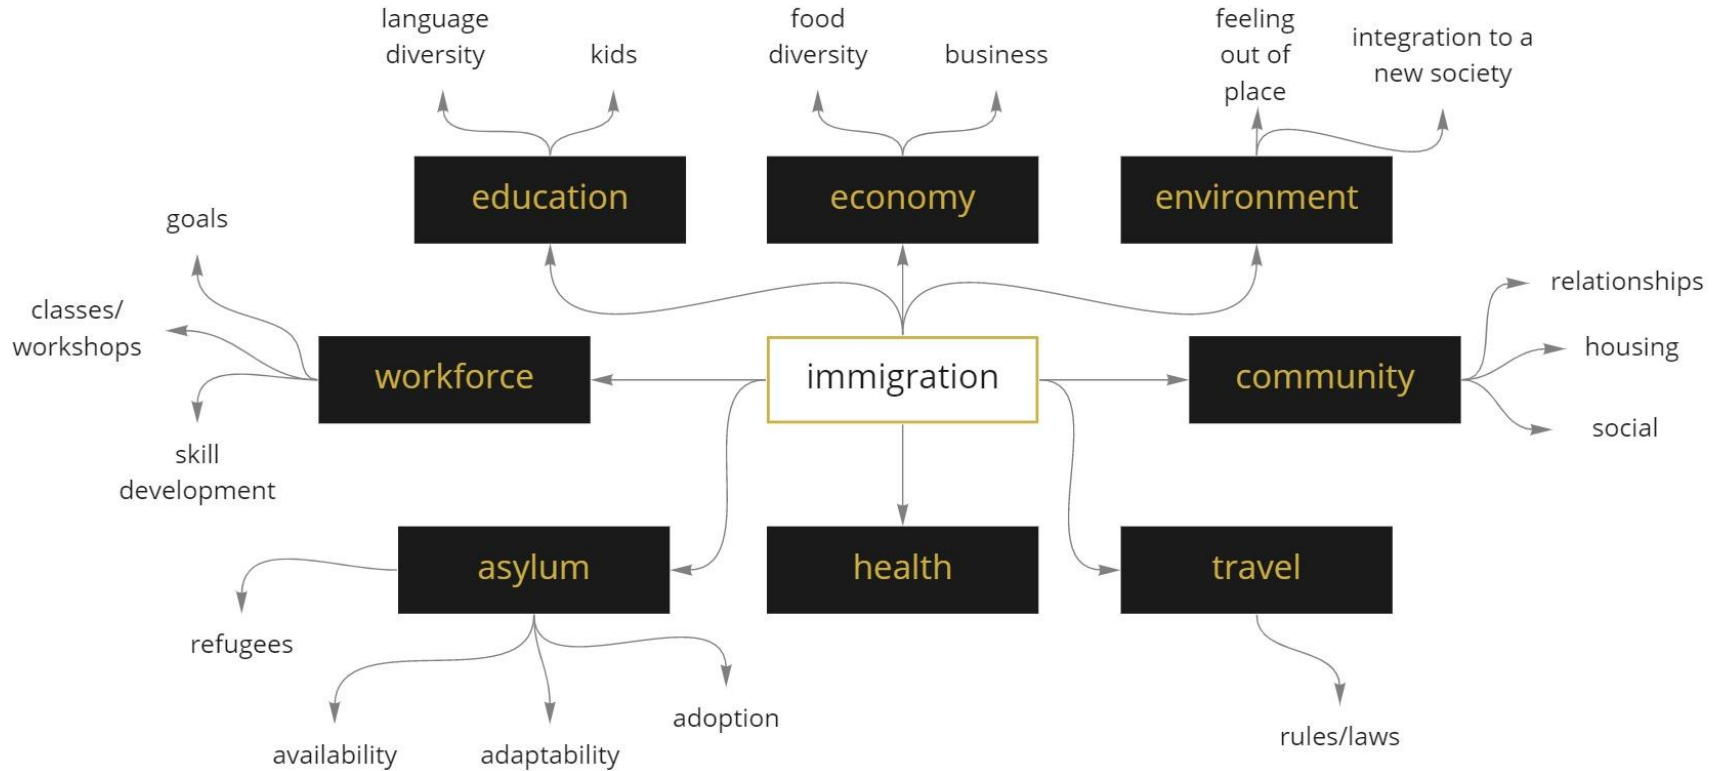 language
diversity
kids
food
diversity
business
feeling
out of
place
integration to a
new society
education
economy
environment
goals
classes/
workshops
skill
development
workforce
immigration
community
relationships
housing
social
asylum
health
travel
refugees
availability
adaptability
adoption
rules/laws